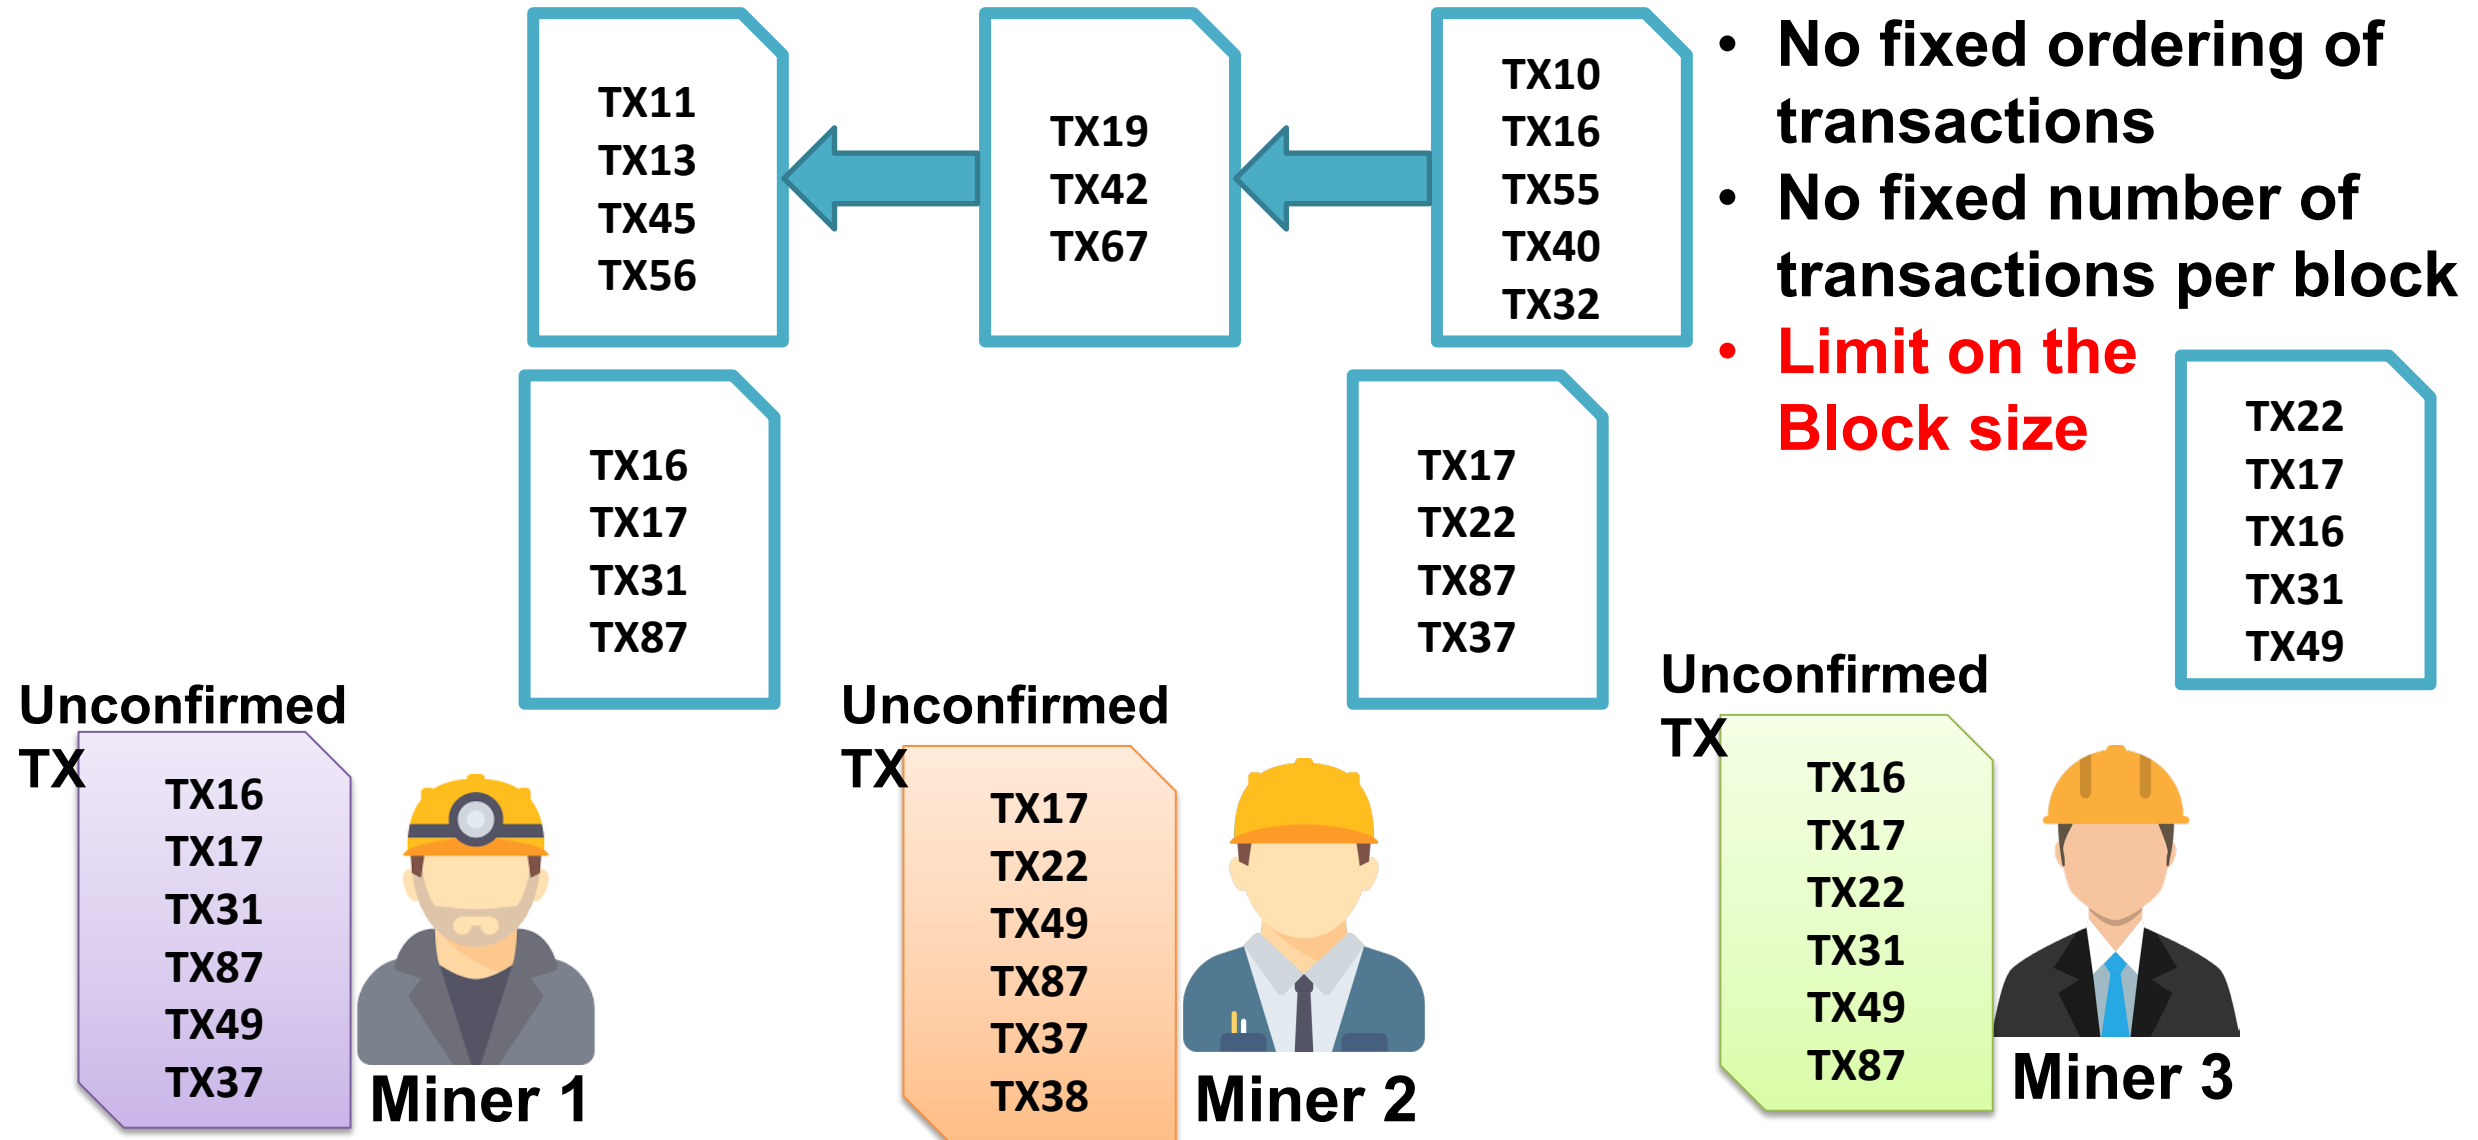 TX11
TX13
TX45
TX56
TX19
TX42
TX67
TX10
TX16
TX55
TX40
TX32
• No fixed ordering of
transactions
• No fixed number of
transactions per block
• Limit on the
Block size
TX16
TX17
TX31
TX87
TX17
TX22
TX87
TX37
TX22
TX17
TX16
TX31
TX49
Unconfirmed
TX
TX16
TX17
TX31
TX87
TX49
TX37
Miner 1
Unconfirmed
TX
TX17
TX22
TX49
TX87
TX37
TX38
Miner 2
Unconfirmed
TX
TX16
TX17
TX22
TX31
TX49
TX87
Miner 3